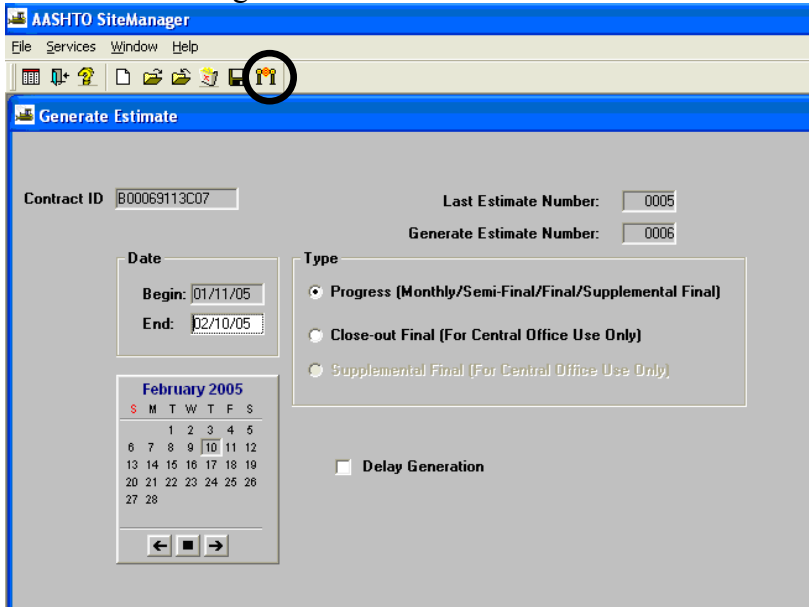 AASHTO SiteManager
File Services Window Help
Generate Estimate
Contract ID B00069113C07
Last Estimate Number: 0005
Generate Estimate Number: 0006
Date
Begin: 01/11/05
End: 02/10/05
Type
Progress (Monthly/Semi-Final/Final/Supplemental Final)
Close-out Final (For Central Office Use Only)
Supplemental Final (For Central Office Use Only)
February 2005
S M T W T F S
1 2 3 4 5
6 7 8 9 10 11 12
13 14 15 16 17 18 19
20 21 22 23 24 25 26
27 28
Delay Generation